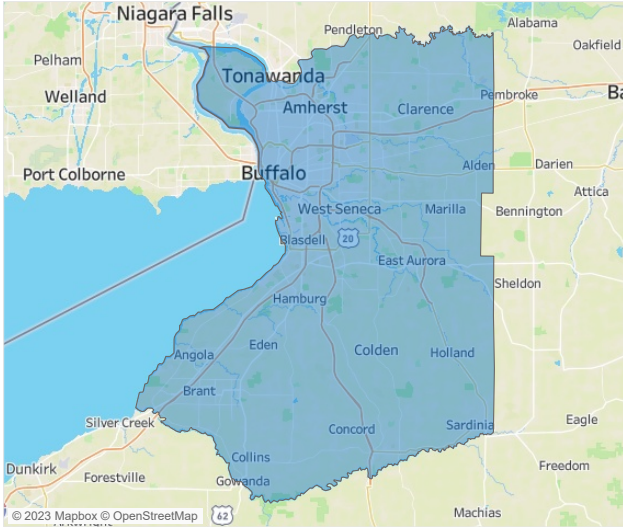 Niagara Falls
Alabama
Pendleton
Oakfield
Pelham
Tonawanda
Welland
Pembroke
Ba
Amherst
Clarence
Port Colborne
Buffalo
Alden
Darien
Attica
West Seneca
Marilla
Bennington
Blasdell
20
East Aurora
Sheldon
Hamburg
Eden
Angola
Colden
Holland
Brant
Silver Creek
Concord
Sardinia
Eagle
Collins
Dunkirk
Forestville
Gowanda
Freedom
© 2023 Mapbox © OpenStreetMap
62
Machias